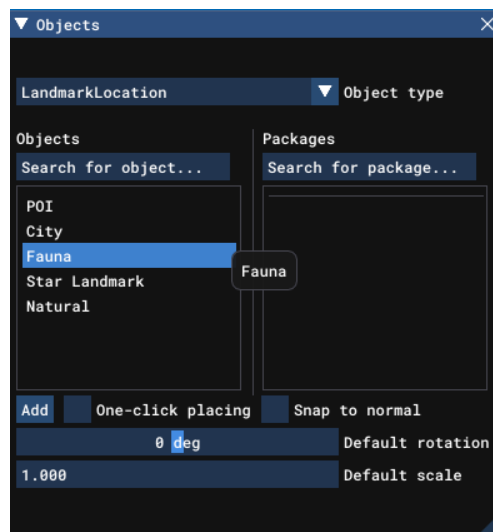 Objects
LandmarkLocation Object type
Objects Packages
Search for object... Search for package...
POI
City
Fauna
Fauna
Star Landmark
Natural
Add One-click placing Snap to normal
0 deg Default rotation
1.000 Default scale